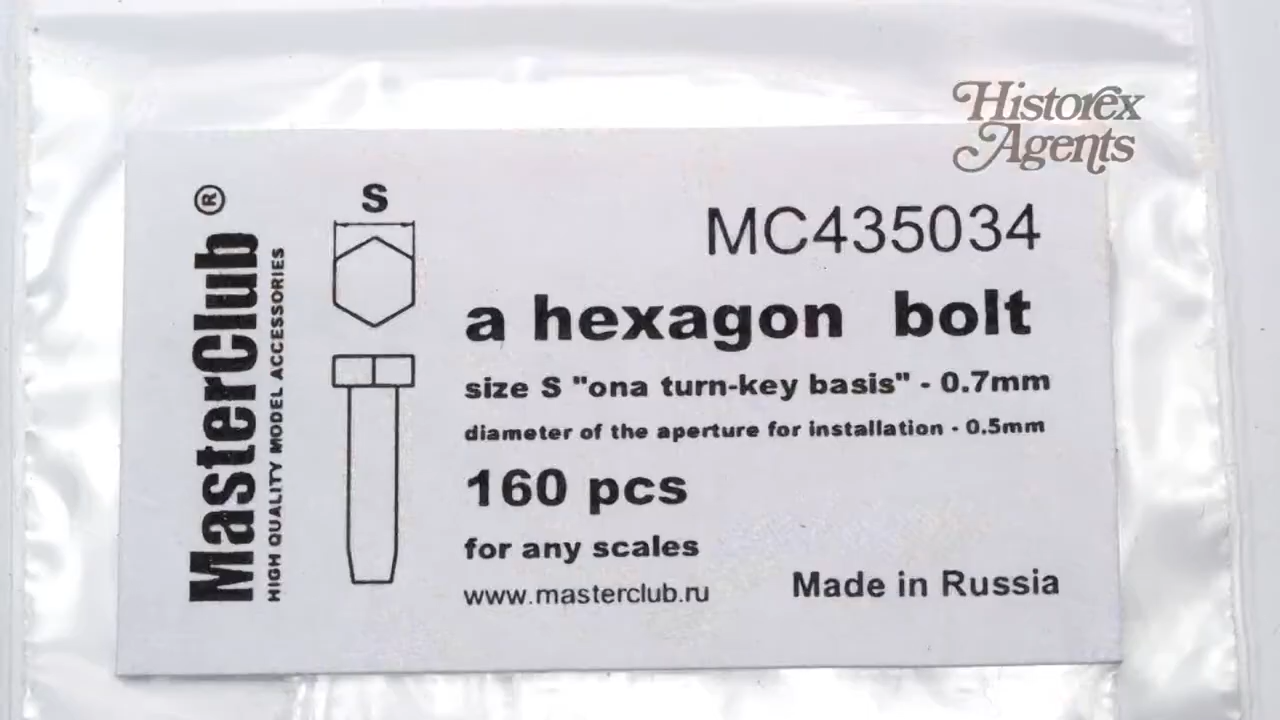 Historex
Agents
MasterClub®
HIGH QUALITY MODEL ACCESSORIES
S
MC435034
a hexagon bolt
size S "ona turn-key basis" - 0.7mm
diameter of the aperture for installation - 0.5mm
160 pcs
for any scales
www.masterclub.ru
Made in Russia